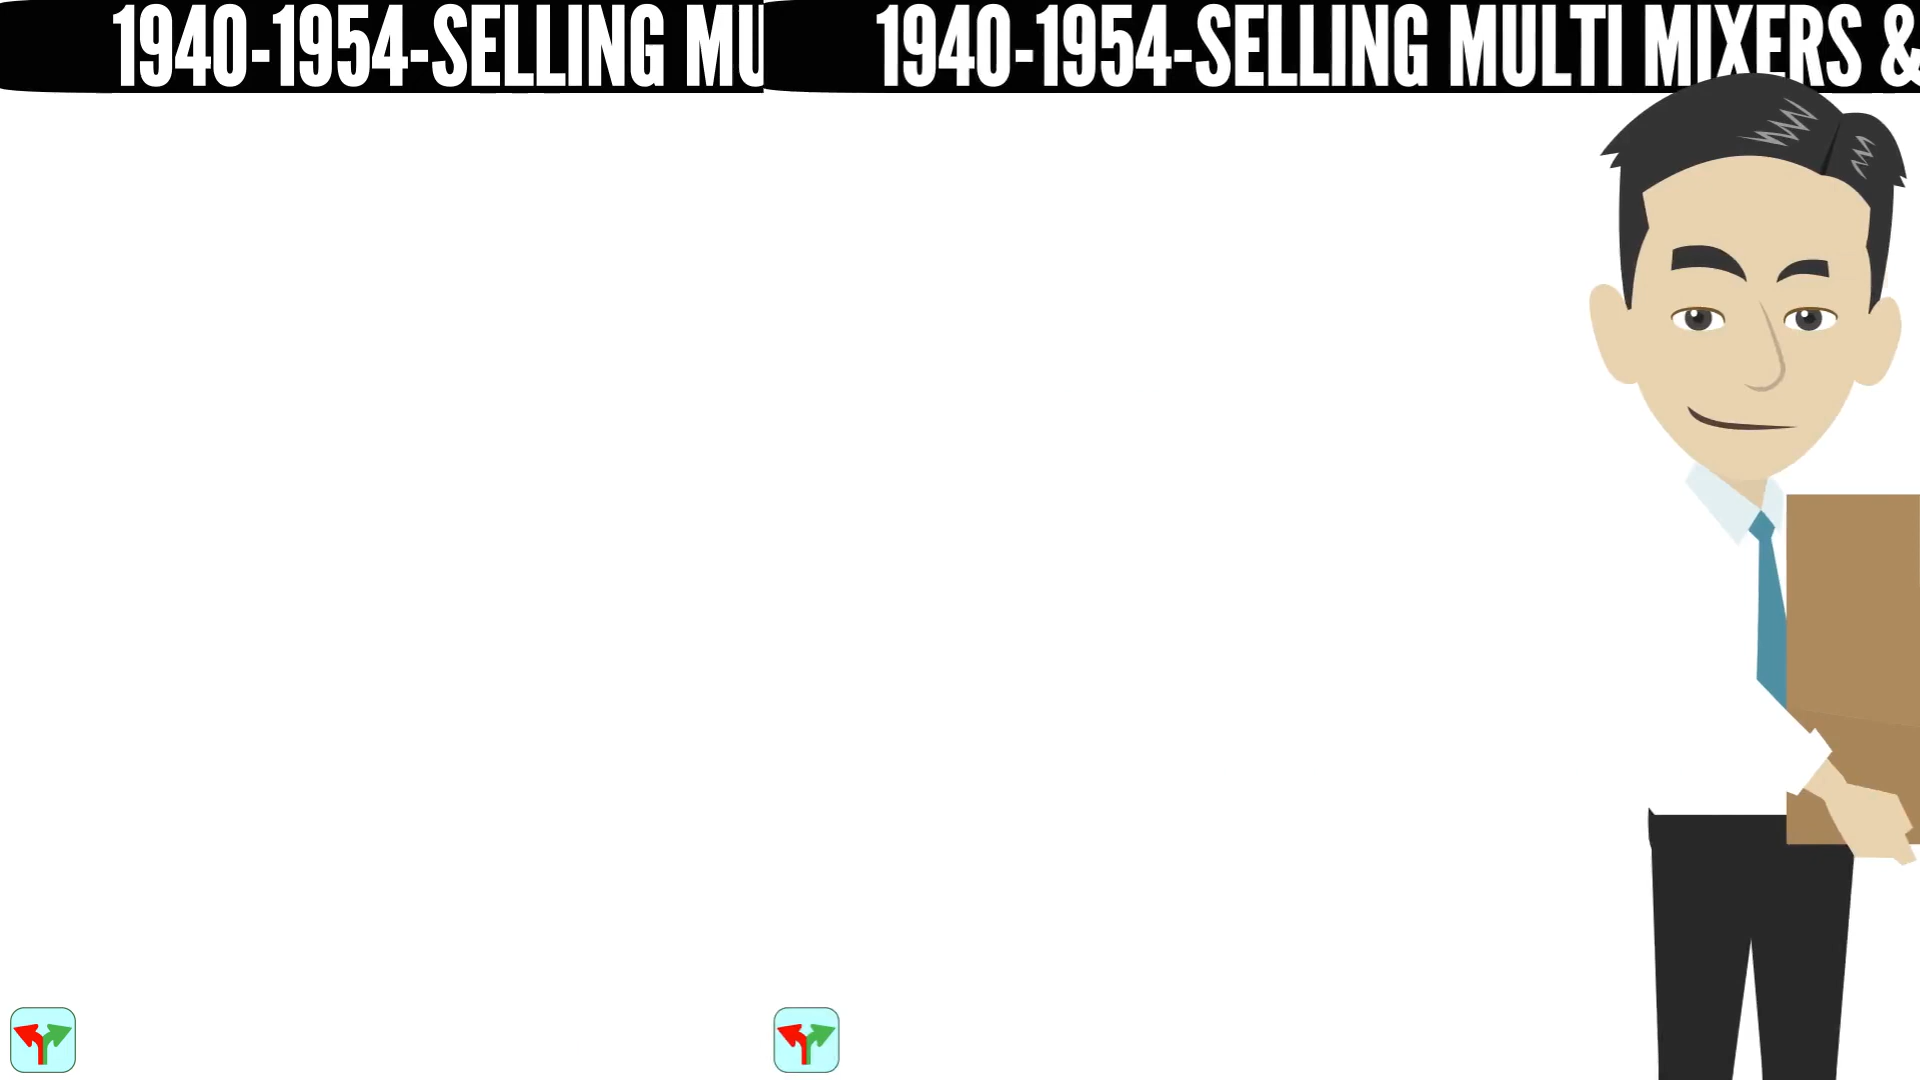 1940-1954-SELLING MU
1940-1954-SELLING MULTI MIXERS &